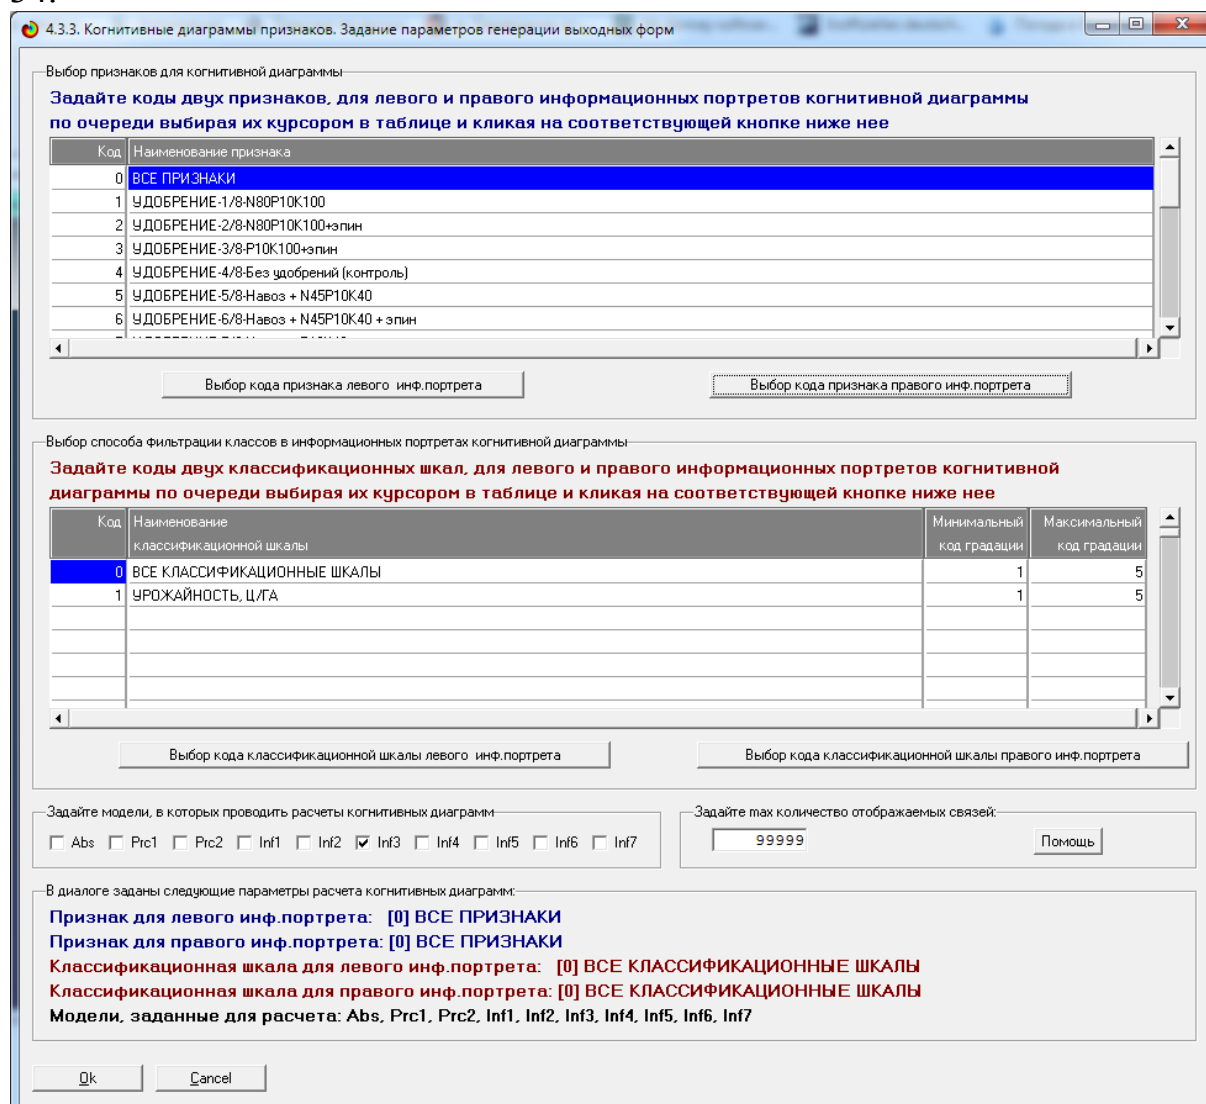 4.3.3. Когнитивные диаграммы признаков. Задание параметров генерации выходных форм
Выбор признаков для когнитивной диаграммы
Задайте коды двух признаков, для левого и правого информационных портретов когнитивной диаграммы
по очереди выбирая их курсором в таблице и кликая на соответствующей кнопке ниже нее
Код Наименование признака
0 ВСЕ ПРИЗНАКИ
1 УДОБРЕНИЕ-1/8-N80P10K100
2 УДОБРЕНИЕ-2/8-N80P10K100+эпин
3 УДОБРЕНИЕ-3/8-P10K100+эпин
4 УДОБРЕНИЕ-4/8-Без удобрений (контроль)
5 УДОБРЕНИЕ-5/8-Навоз + N45P10K40
6 УДОБРЕНИЕ-6/8-Навоз + N45P10K40 + эпин
Выбор кода признака левого инф.портрета
Выбор кода признака правого инф.портрета
Выбор способа фильтрации классов в информационных портретах когнитивной диаграммы
Задайте коды двух классификационных шкал, для левого и правого информационных портретов когнитивной
диаграммы по очереди выбирая их курсором в таблице и кликая на соответствующей кнопке ниже нее
Код Наименование Минимальный Максимальный
классификационной шкалы код градации код градации
0 ВСЕ КЛАССИФИКАЦИОННЫЕ ШКАЛЫ 1 5
1 УРОЖАЙНОСТЬ, Ц/ГА 1 5
Выбор кода классификационной шкалы левого инф.портрета
Выбор кода классификационной шкалы правого инф.портрета
Задайте модели, в которых проводить расчеты когнитивных диаграмм
Abs Prc1 Prc2 Inf1 Inf2 Inf3 Inf4 Inf5 Inf6 Inf7
Задайте max количество отображаемых связей:
99999 Помощь
В диалоге заданы следующие параметры расчета когнитивных диаграмм:
Признак для левого инф.портрета: [0] ВСЕ ПРИЗНАКИ
Признак для правого инф.портрета: [0] ВСЕ ПРИЗНАКИ
Классификационная шкала для левого инф.портрета: [0] ВСЕ КЛАССИФИКАЦИОННЫЕ ШКАЛЫ
Классификационная шкала для правого инф.портрета: [0] ВСЕ КЛАССИФИКАЦИОННЫЕ ШКАЛЫ
Модели, заданные для расчета: Abs, Prc1, Prc2, Inf1, Inf2, Inf3, Inf4, Inf5, Inf6, Inf7
Ok Cancel